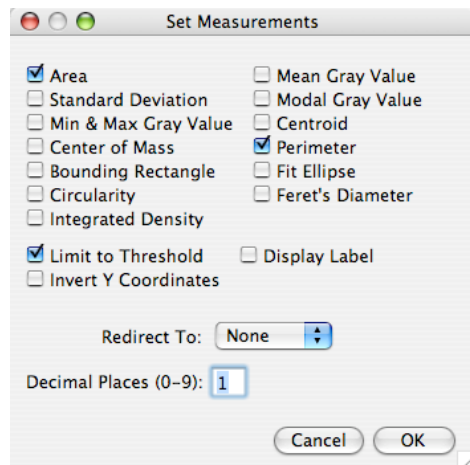 Set Measurements
Area Mean Gray Value
Standard Deviation Modal Gray Value
Min & Max Gray Value Centroid
Center of Mass Perimeter
Bounding Rectangle Fit Ellipse
Circularity Feret's Diameter
Integrated Density
Limit to Threshold Display Label
Invert Y Coordinates
Redirect To: None
Decimal Places (0-9): 1
Cancel OK